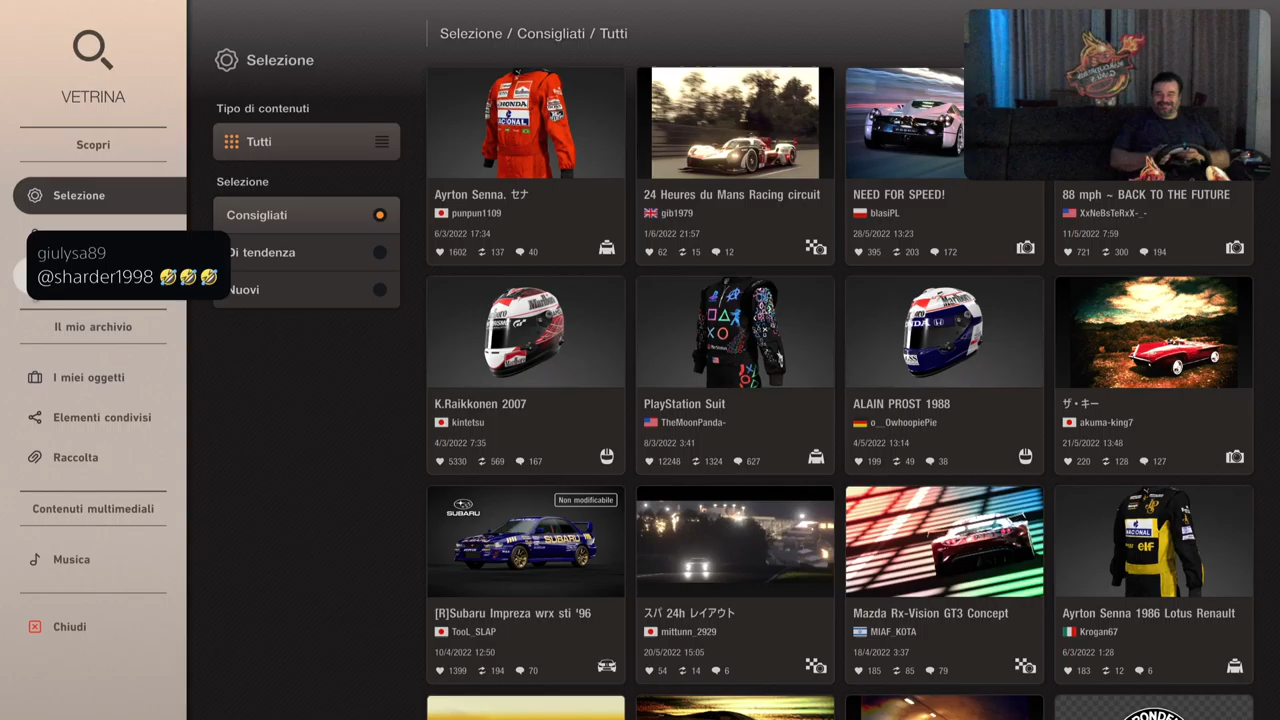 VETRINA
Scopri
Selezione
giulysa89
@sharder1998 🤣🤣🤣
Il mio archivio
I miei oggetti
Elementi condivisi
Raccolta
Contenuti multimediali
Musica
Chiudi
Selezione
Tipo di contenuti
Tutti
Selezione
Consigliati
Di tendenza
Nuovi
Selezione / Consigliati / Tutti
HONDA
NACIONAL
Ayrton Senna. セナ
punpun1109
6/3/2022 17:34
1602 142 40
24 Heures du Mans Racing circuit
gib1979
1/6/2022 21:57
62 15 12
NEED FOR SPEED!
blasiPL
28/5/2022 13:23
395 203 172
88 mph ~ BACK TO THE FUTURE
XxNeBsTeRxX-_-
11/5/2022 7:59
721 300 194
Marlboro
K.Raikkonen 2007
kintetsu
4/3/2022 7:35
5330 569 167
PlayStation Suit
TheMoonPanda-
8/3/2022 3:41
12248 1324 627
Marlboro
HONDA
ALAIN PROST 1988
o__OwhoopiePie
4/5/2022 13:14
199 49 38
ザ・キー
akuma-king7
21/5/2022 13:48
220 128 127
SUBARU
Non modificabile
SUBARU
[R]Subaru Impreza wrx sti '96
TooL_SLAP
10/4/2022 12:50
1399 194 70
スパ 24h レイアウト
mittunn_2929
20/5/2022 15:05
54 14 6
Mazda Rx-Vision GT3 Concept
MIAF_KOTA
18/4/2022 3:37
185 85 79
NACIONAL
elf
Ayrton Senna 1986 Lotus Renault
Krogan67
6/3/2022 1:28
183 12 6